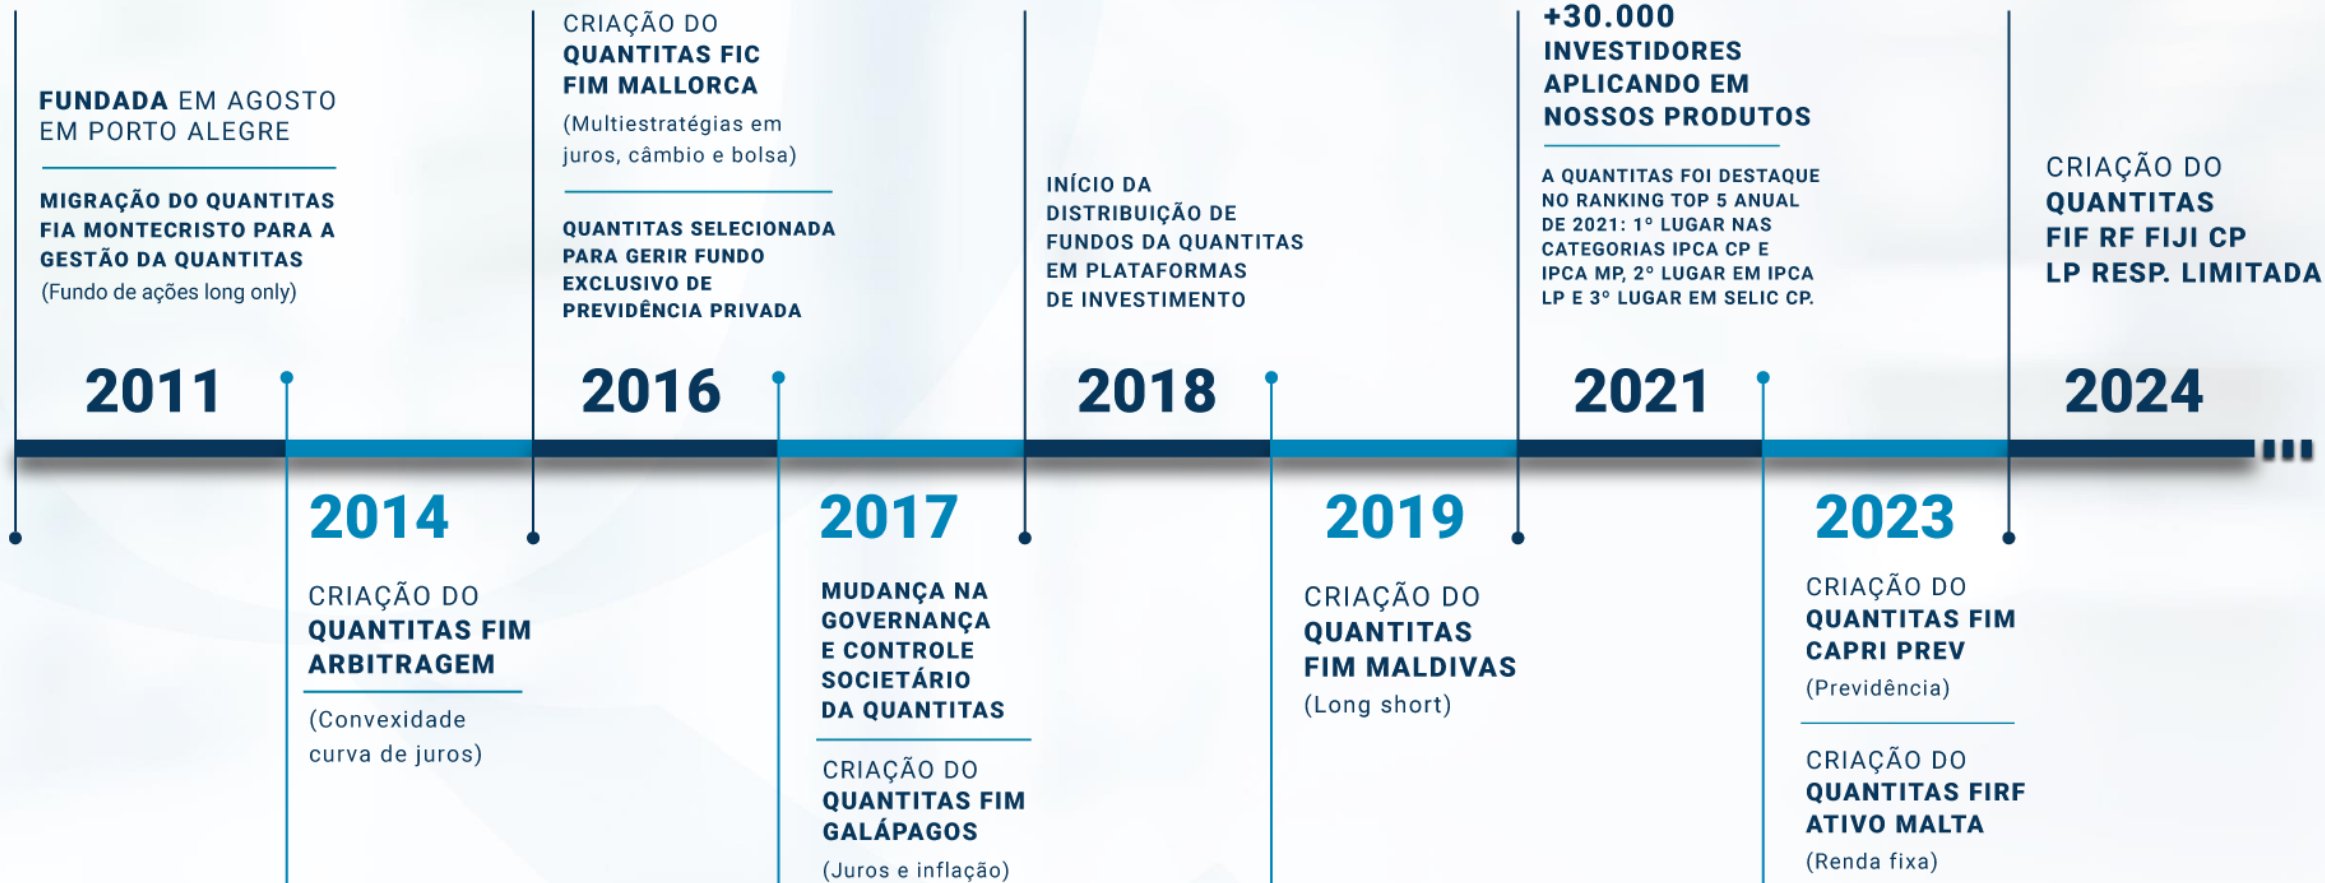 FUNDADA EM AGOSTO
EM PORTO ALEGRE
MIGRAÇÃO DO QUANTITAS
FIA MONTECRISTO PARA A
GESTÃO DA QUANTITAS
(Fundo de ações long only)
2011
2014
CRIAÇÃO DO
QUANTITAS FIM
ARBITRAGEM
(Convexidade
curva de juros)
CRIAÇÃO DO
QUANTITAS FIC
FIM MALLORCA
(Multiestratégias em
juros, câmbio e bolsa)
QUANTITAS SELECIONADA
PARA GERIR FUNDO
EXCLUSIVO DE
PREVIDÊNCIA PRIVADA
2016
2017
MUDANÇA NA
GOVERNANÇA
E CONTROLE
SOCIETÁRIO
DA QUANTITAS
CRIAÇÃO DO
QUANTITAS FIM
GALÁPAGOS
(Juros e inflação)
INÍCIO DA
DISTRIBUIÇÃO DE
FUNDOS DA QUANTITAS
EM PLATAFORMAS
DE INVESTIMENTO
2018
2019
CRIAÇÃO DO
QUANTITAS
FIM MALDIVAS
(Long short)
+30.000
INVESTIDORES
APLICANDO EM
NOSSOS PRODUTOS
A QUANTITAS FOI DESTAQUE
NO RANKING TOP 5 ANUAL
DE 2021: 1º LUGAR NAS
CATEGORIAS IPCA CP E
IPCA MP, 2º LUGAR EM IPCA
LP E 3º LUGAR EM SELIC CP.
2021
2023
CRIAÇÃO DO
QUANTITAS FIM
CAPRI PREV
(Previdência)
CRIAÇÃO DO
QUANTITAS FIRF
ATIVO MALTA
(Renda fixa)
CRIAÇÃO DO
QUANTITAS
FIF RF FIJI CP
LP RESP. LIMITADA
2024